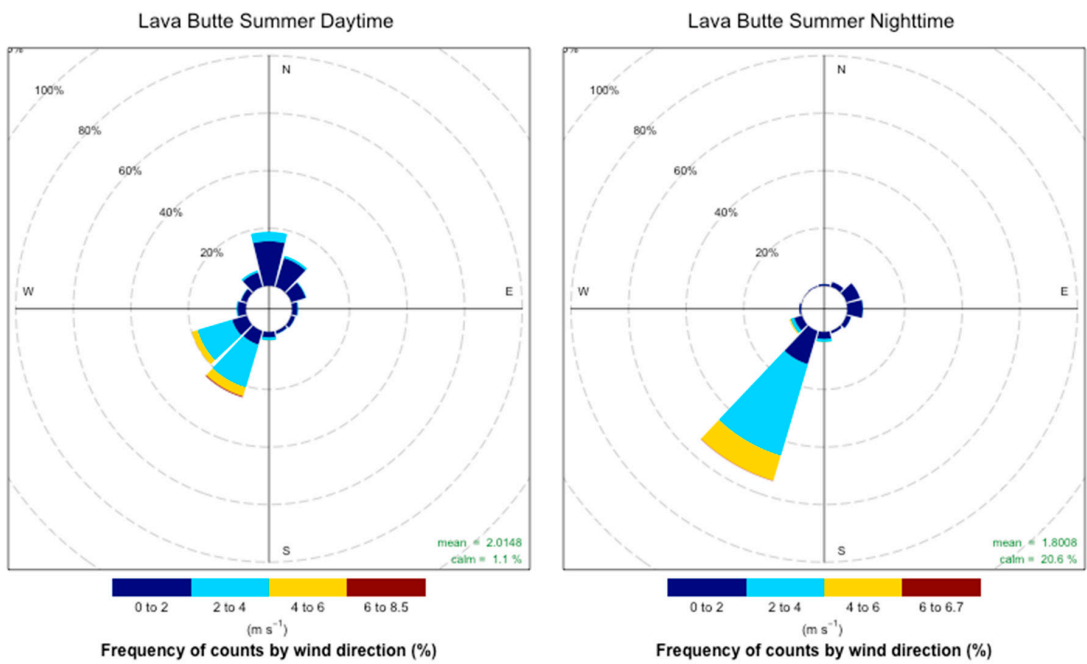 Lava Butte Summer Daytime
N
100%
80%
60%
40%
20%
W
E
S
mean = 2.0148
calm = 1.1 %
0 to 2 2 to 4 4 to 6 6 to 8.5
(m s⁻¹)
Frequency of counts by wind direction (%)
Lava Butte Summer Nighttime
N
100%
80%
60%
40%
20%
W
E
S
mean = 1.8008
calm = 20.6 %
0 to 2 2 to 4 4 to 6 6 to 6.7
(m s⁻¹)
Frequency of counts by wind direction (%)